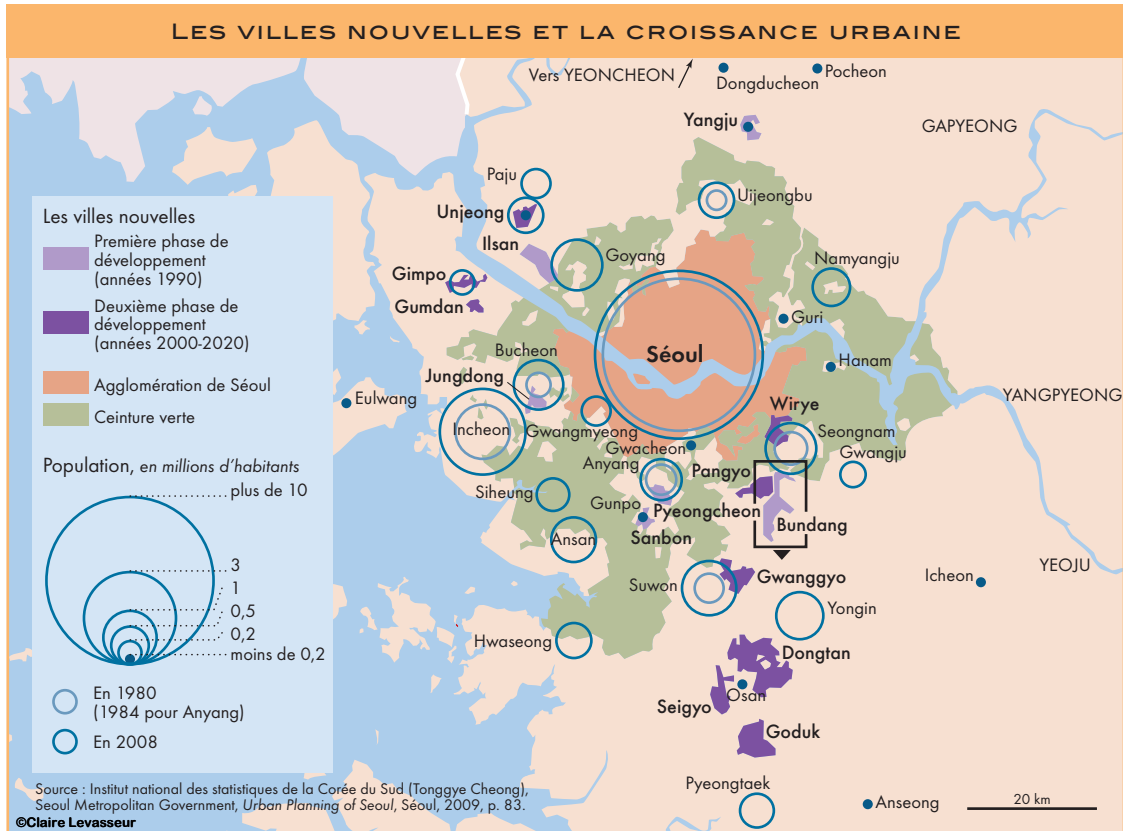 LES VILLES NOUVELLES ET LA CROISSANCE URBAINE
Vers YEONCHEON
Dongducheon
Pocheon
Yangju
GAPYEONG
Paju
Uijeongbu
Unjeong
Ilsan
Goyang
Namyangju
Gimpo
Gumdan
Guri
Bucheon
Séoul
Hanam
Jungdong
Eulwang
YANGPYEONG
Wirye
Incheon
Gwangmyeong
Seongnam
Gwacheon
Gwangju
Anyang
Pangyo
Siheung
Gunpo
Pyeongcheon
Bundang
Sanbon
Ansan
YEOJU
Gwanggyo
Icheon
Suwon
Yongin
Hwaseong
Dongtan
Osan
Seigyo
Goduk
Pyeongtaek
Anseong
20 km
Les villes nouvelles
Première phase de
développement
(années 1990)
Deuxième phase de
développement
(années 2000-2020)
Agglomération de Séoul
Ceinture verte
Population, en millions d'habitants
plus de 10
3
1
0,5
0,2
moins de 0,2
En 1980
(1984 pour Anyang)
En 2008
Source : Institut national des statistiques de la Corée du Sud (Tonggye Cheong),
Seoul Metropolitan Government, Urban Planning of Seoul, Séoul, 2009, p. 83.
©Claire Levasseur